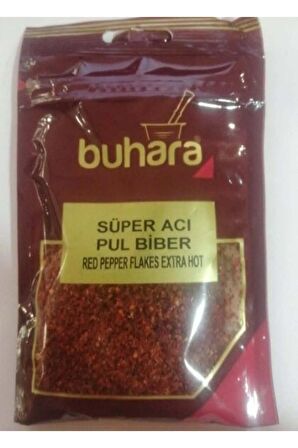 buhara
SÜPER ACI
PUL BİBER
RED PEPPER FLAKES EXTRA HOT